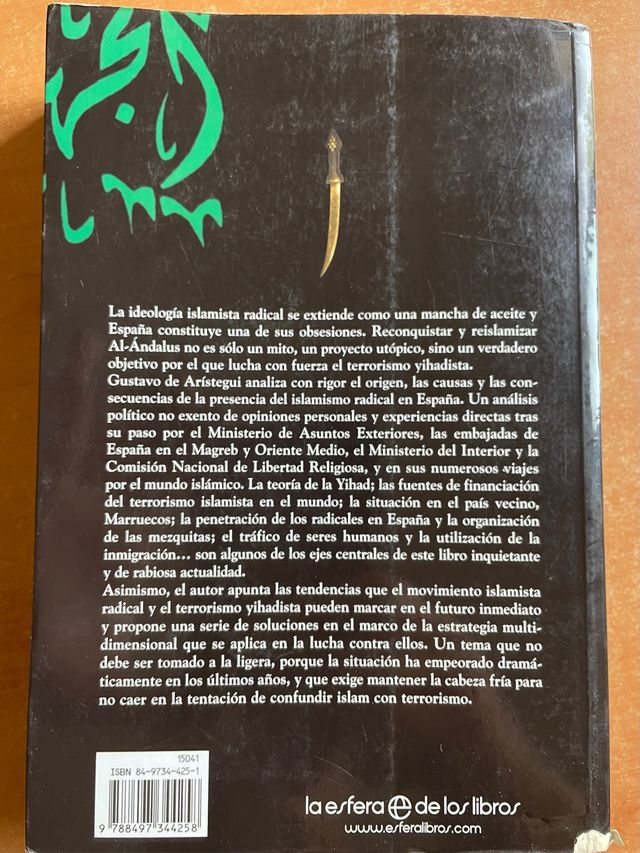 La ideología islamista radical se extiende como una mancha de aceite y
España constituye una de sus obsesiones. Reconquistar y reislamizar
Al-Ándalus no es sólo un mito, un proyecto utópico, sino un verdadero
objetivo por el que lucha con fuerza el terrorismo yihadista.
Gustavo de Arístegui analiza con rigor el origen, las causas y las con-
secuencias de la presencia del islamismo radical en España. Un análisis
político no exento de opiniones personales y experiencias directas tras
su paso por el Ministerio de Asuntos Exteriores, las embajadas de
España en el Magreb y Oriente Medio, el Ministerio del Interior y la
Comisión Nacional de Libertad Religiosa, y en sus numerosos viajes
por el mundo islámico. La teoría de la Yihad; las fuentes de financiación
del terrorismo islamista en el mundo; la situación en el país vecino,
Marruecos; la penetración de los radicales en España y la organización
de las mezquitas; el tráfico de seres humanos y la utilización de la
inmigración... son algunos de los ejes centrales de este libro inquietante
y de rabiosa actualidad.
Asimismo, el autor apunta las tendencias que el movimiento islamista
radical y el terrorismo yihadista pueden marcar en el futuro inmediato
y propone una serie de soluciones en el marco de la estrategia multi-
dimensional que se aplica en la lucha contra ellos. Un tema que no
debe ser tomado a la ligera, porque la situación ha empeorado dramá-
ticamente en los últimos años, y que exige mantener la cabeza fría para
no caer en la tentación de confundir islam con terrorismo.
15041
ISBN 84-9734-425-1
9 788497 344258
la esfera de los libros
www.esferalibros.com